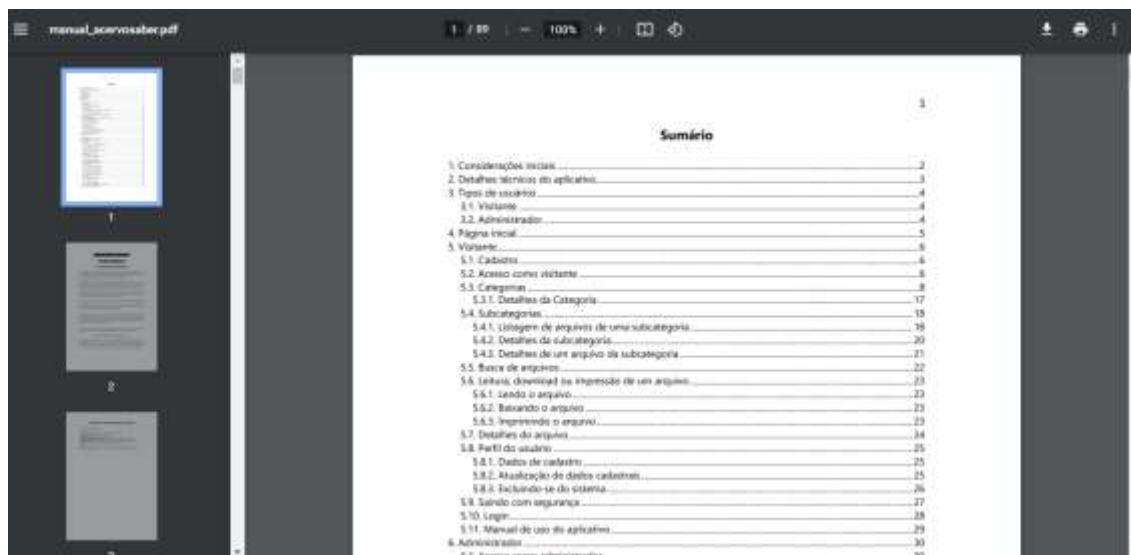 manual_acervosaber.pdf
1 / 89 100%
1
2
3
Sumário
1. Considerações iniciais 2
2. Detalhes técnicos do aplicativo 3
3. Tipos de usuários 4
3.1. Visitante 4
3.2. Administrador 4
4. Página inicial 5
5. Visitante 6
5.1. Cadastro 6
5.2. Acesso como visitante 8
5.3. Categorias 8
5.3.1. Detalhes da Categoria 17
5.4. Subcategorias 18
5.4.1. Listagem de arquivos de uma subcategoria
5.4.2. Detalhes da subcategoria 20
5.4.3. Detalhes de um arquivo da subcategoria 21
5.5. Busca de arquivos 22
5.6. Leitura, download ou impressão de um arquivo 23
5.6.1. Lendo o arquivo 23
5.6.2. Baixando o arquivo 23
5.6.3. Imprimindo o arquivo 23
5.7. Detalhes do arquivo 24
5.8. Perfil do usuário 25
5.8.1. Dados de cadastro 25
5.8.2. Atualização de dados cadastrais 25
5.8.3. Excluindo-se do sistema 26
5.9. Saindo com segurança 27
5.10. Login 28
5.11. Manual de uso do aplicativo 29
6. Administrador 30